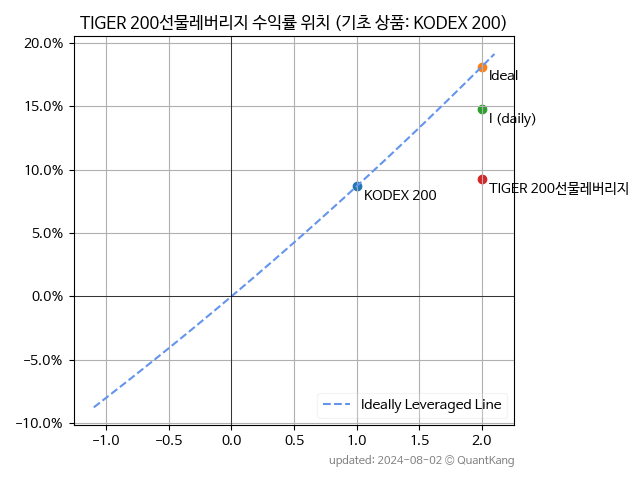 TIGER 200선물레버리지 수익률 위치 (기초 상품: KODEX 200)
20.0%
15.0%
10.0%
5.0%
0.0%
-5.0%
-10.0%
Ideal
I (daily)
TIGER 200선물레버리지
KODEX 200
Ideally Leveraged Line
-1.0 -0.5 0.0 0.5 1.0 1.5 2.0
updated: 2024-08-02 © QuantKang